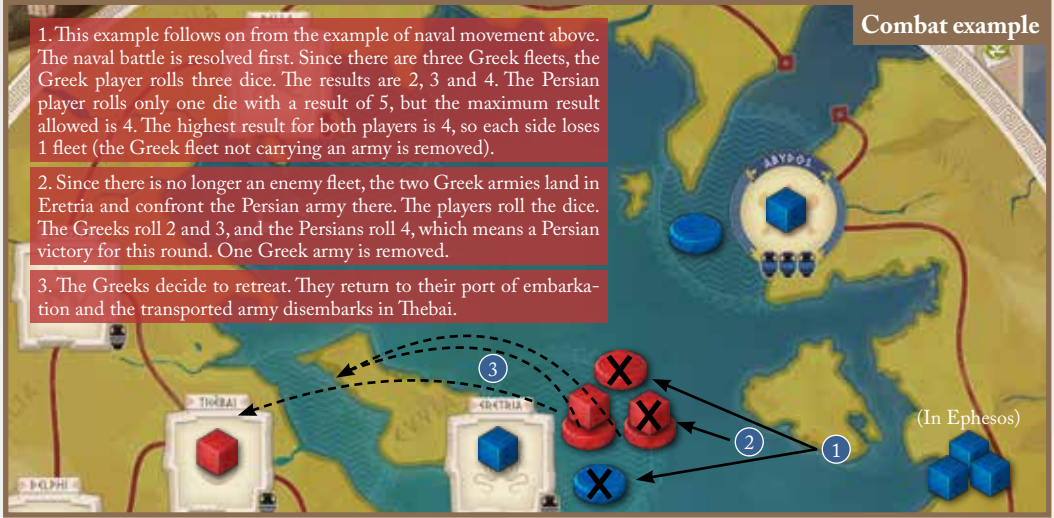 Combat example
1. This example follows on from the example of naval movement above.
The naval battle is resolved first. Since there are three Greek fleets, the
Greek player rolls three dice. The results are 2, 3 and 4. The Persian
player rolls only one die with a result of 5, but the maximum result
allowed is 4. The highest result for both players is 4, so each side loses
1 fleet (the Greek fleet not carrying an army is removed).
2. Since there is no longer an enemy fleet, the two Greek armies land in
Eretria and confront the Persian army there. The players roll the dice.
The Greeks roll 2 and 3, and the Persians roll 4, which means a Persian
victory for this round. One Greek army is removed.
3. The Greeks decide to retreat. They return to their port of embarka-
tion and the transported army disembarks in Thebai.
ABYDOS
3
THEBAI
ERETRIA
X
X
(In Ephesos)
2
1
X
DELPHI